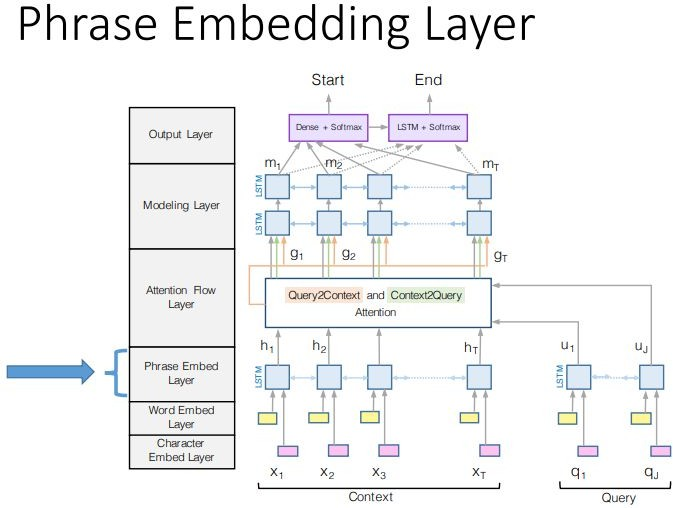 Phrase Embedding Layer
Start End
Output Layer
Dense + Softmax
LSTM + Softmax
m1 m2 mT
Modeling Layer
LSTM
LSTM
g1 g2 gT
Attention Flow
Layer
Query2Context and Context2Query
Attention
h1 h2 hT
u1 uJ
Phrase Embed
Layer
LSTM
LSTM
Word Embed
Layer
Character
Embed Layer
x1 x2 x3 xT
q1 qJ
Context
Query